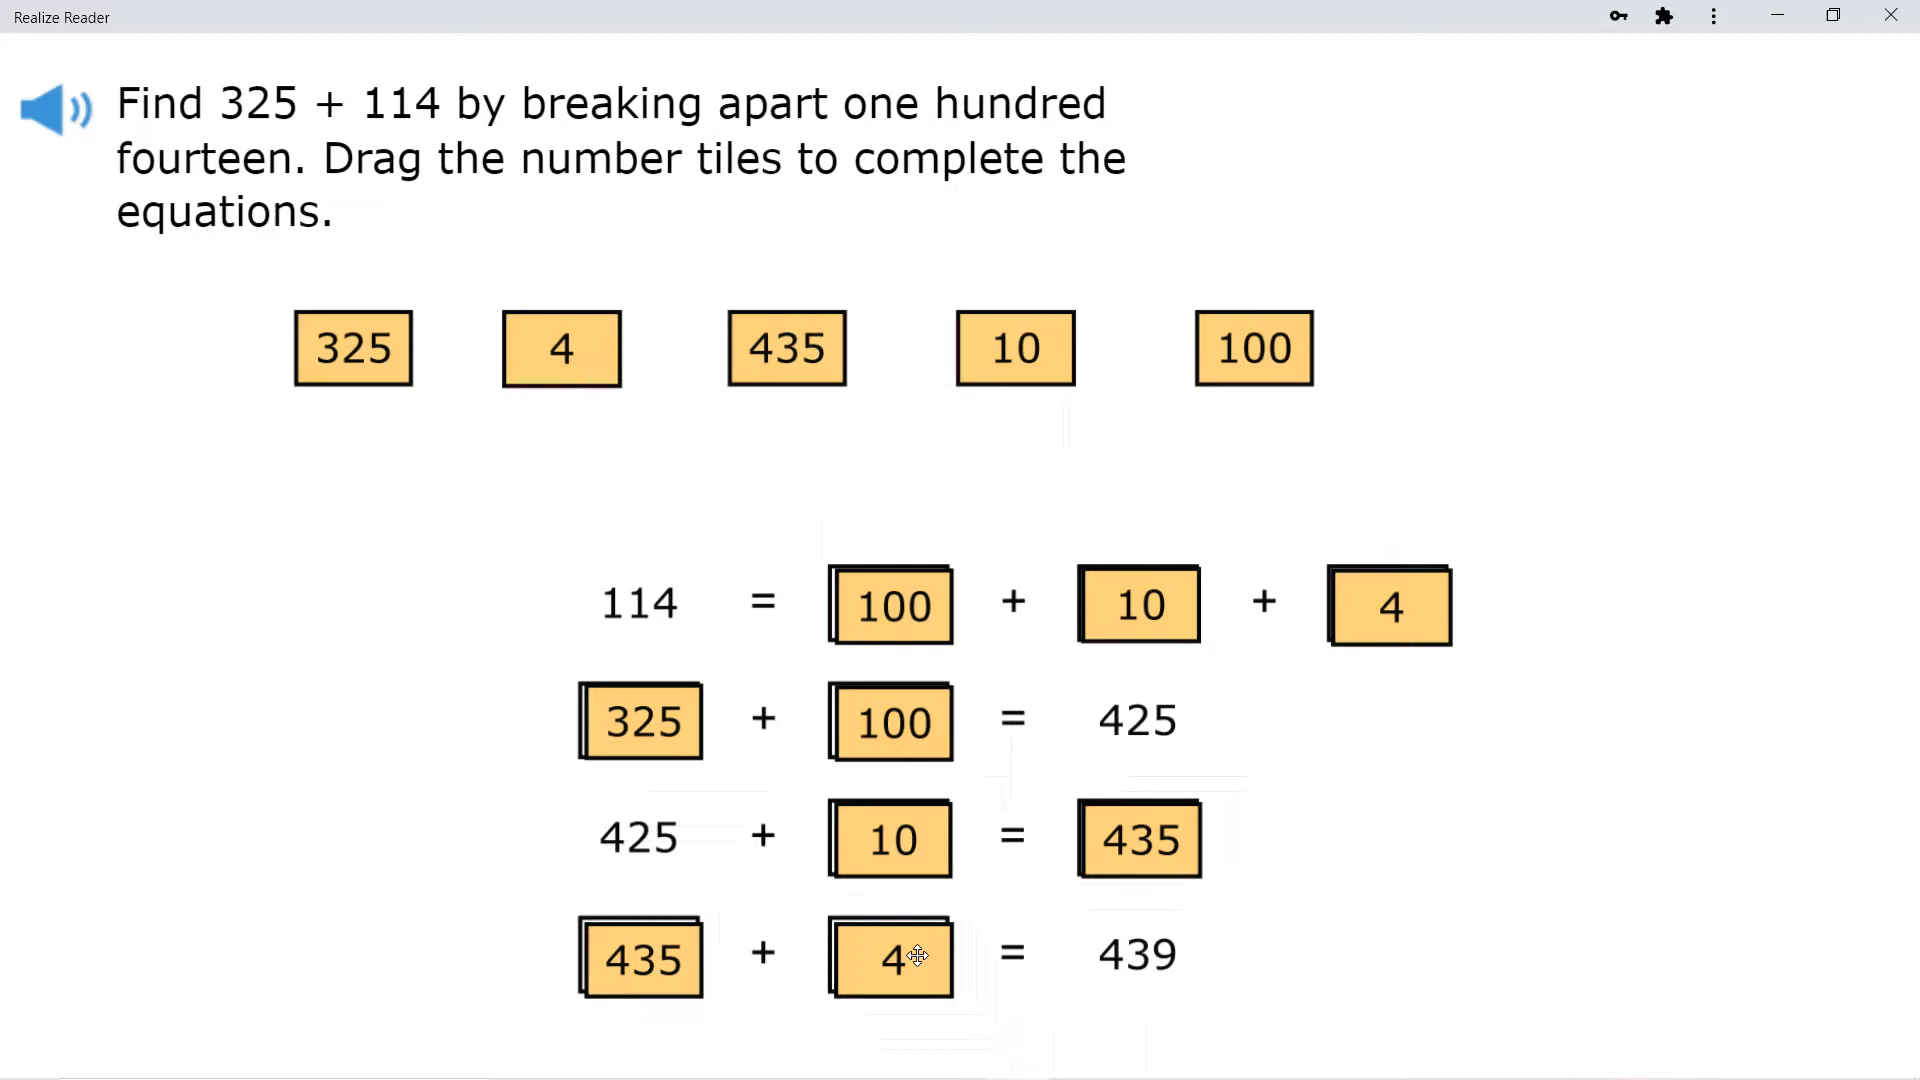 Realize Reader
Find 325 + 114 by breaking apart one hundred
fourteen. Drag the number tiles to complete the
equations.
325 4 435 10 100
114 = 100 + 10 + 4
325 + 100 = 425
425 + 10 = 435
435 + 4 = 439